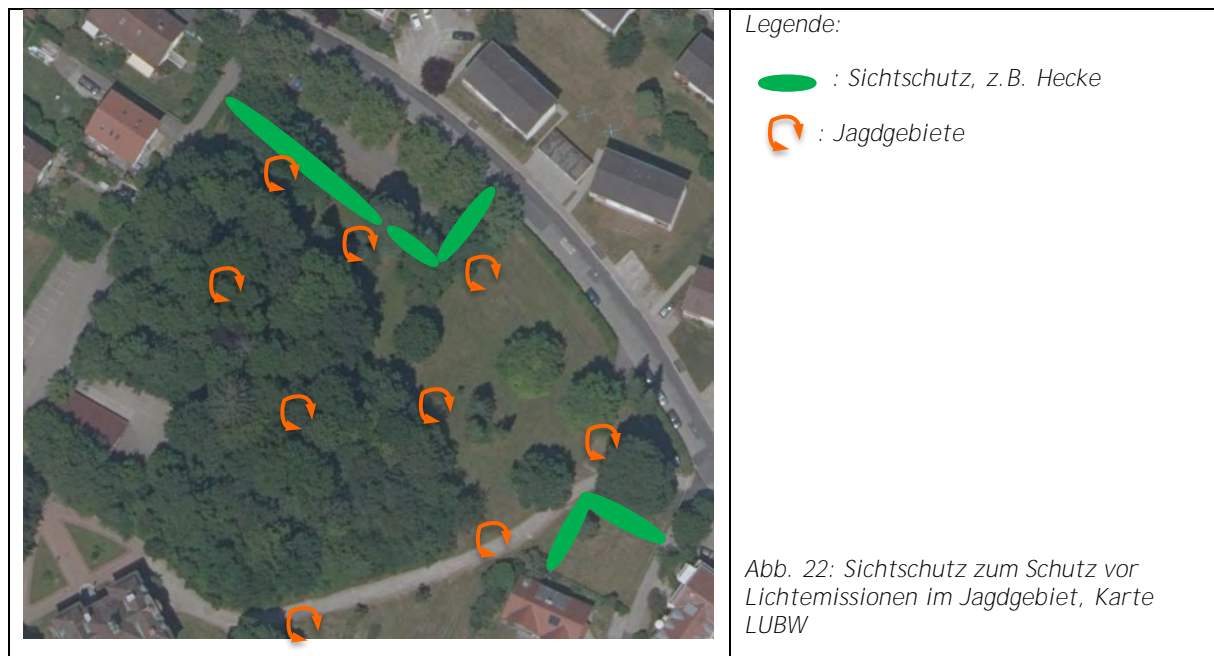 Legende:
: Sichtschutz, z.B. Hecke
: Jagdgebiete
Abb. 22: Sichtschutz zum Schutz vor
Lichtemissionen im Jagdgebiet, Karte
LUBW